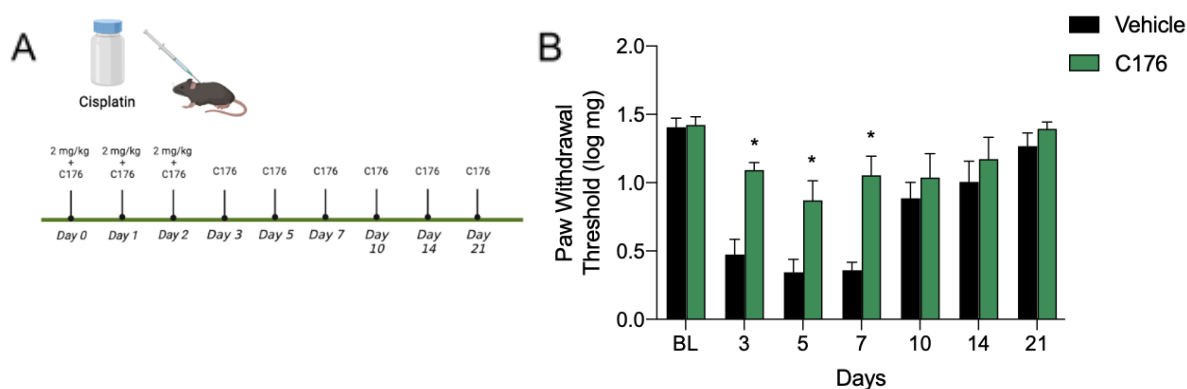 A
Cisplatin
2 mg/kg
+
C176
2 mg/kg
+
C176
2 mg/kg
+
C176
C176
C176
C176
C176
C176
C176
Day 0
Day 1
Day 2
Day 3
Day 5
Day 7
Day
10
Day
14
Day
21
B
Vehicle
C176
Paw Withdrawal
Threshold (log mg)
2.0
1.5
1.0
0.5
0.0
*
*
*
BL 3 5 7 10 14 21
Days